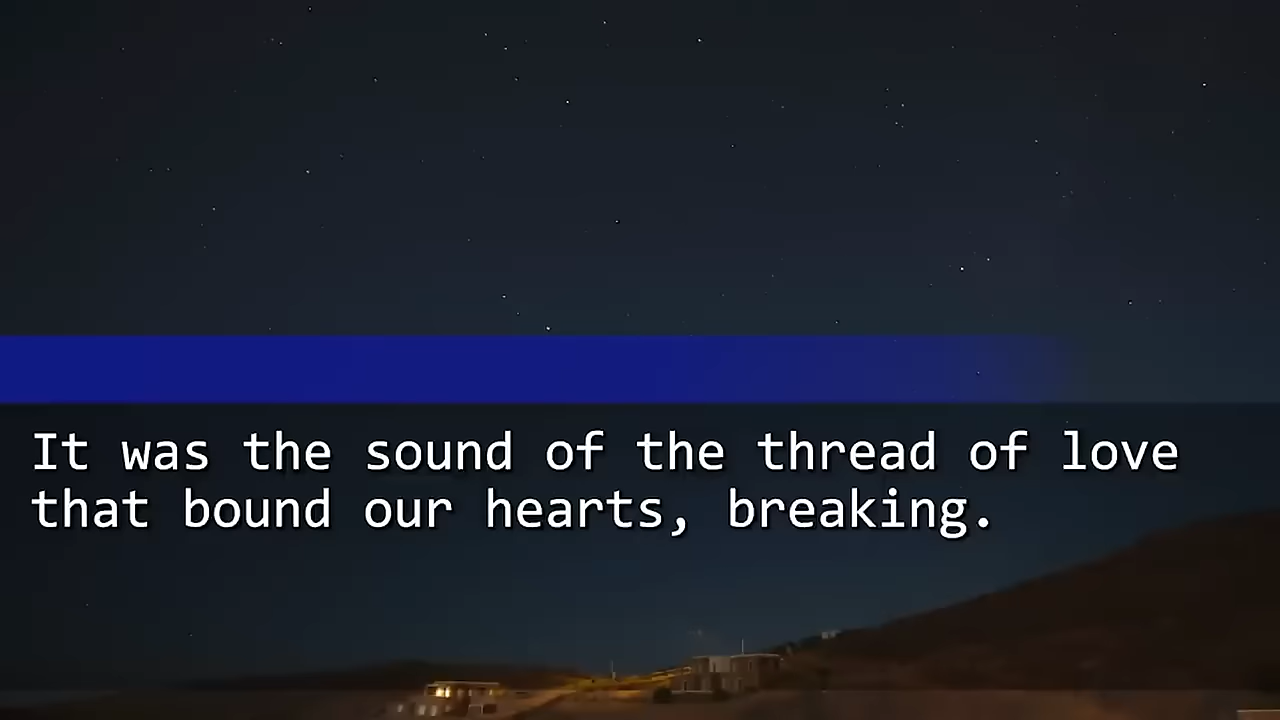 It was the sound of the thread of love
that bound our hearts, breaking.